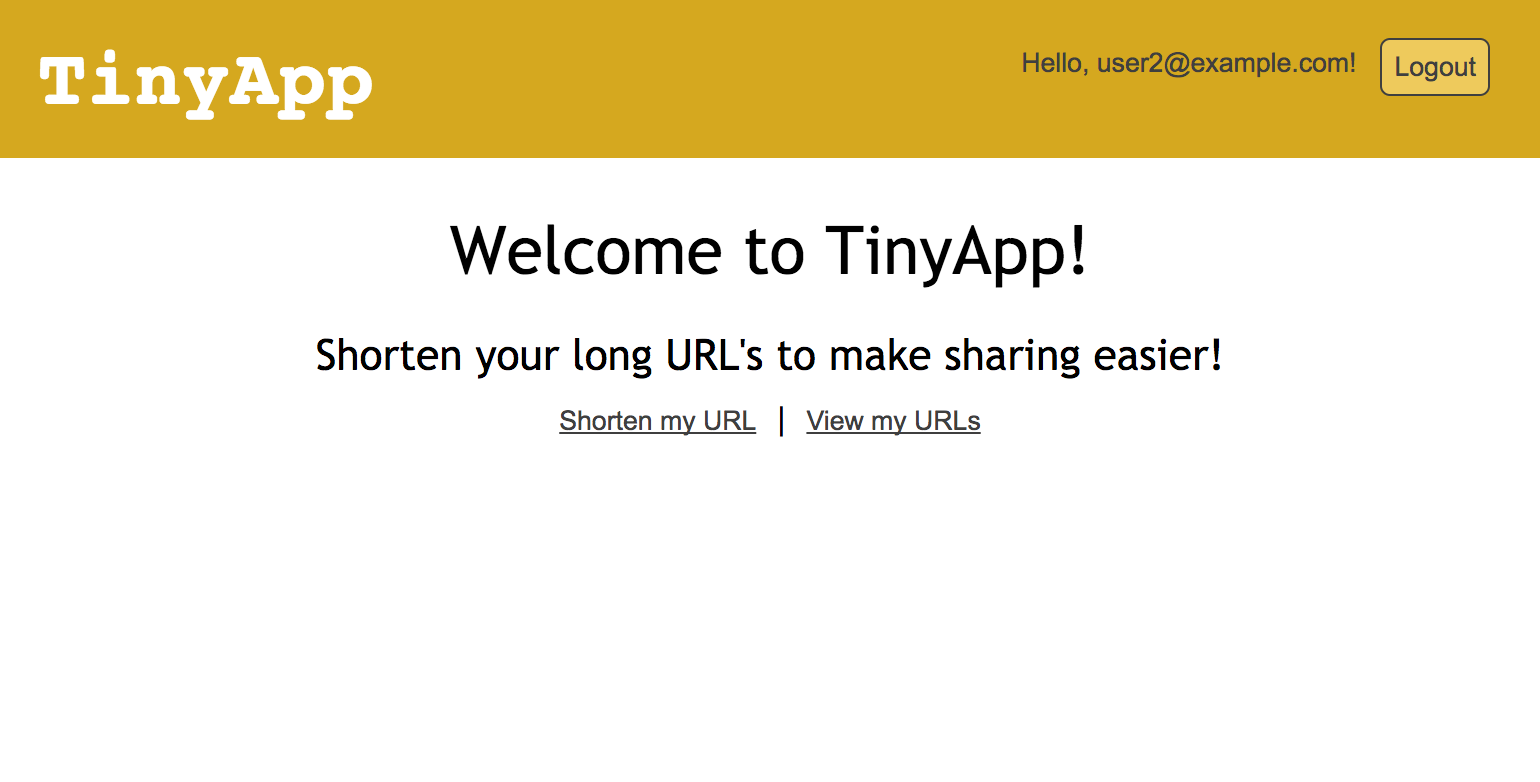 TinyApp
Hello, user2@example.com!
Logout
Welcome to TinyApp!
Shorten your long URL's to make sharing easier!
Shorten my URL | View my URLs